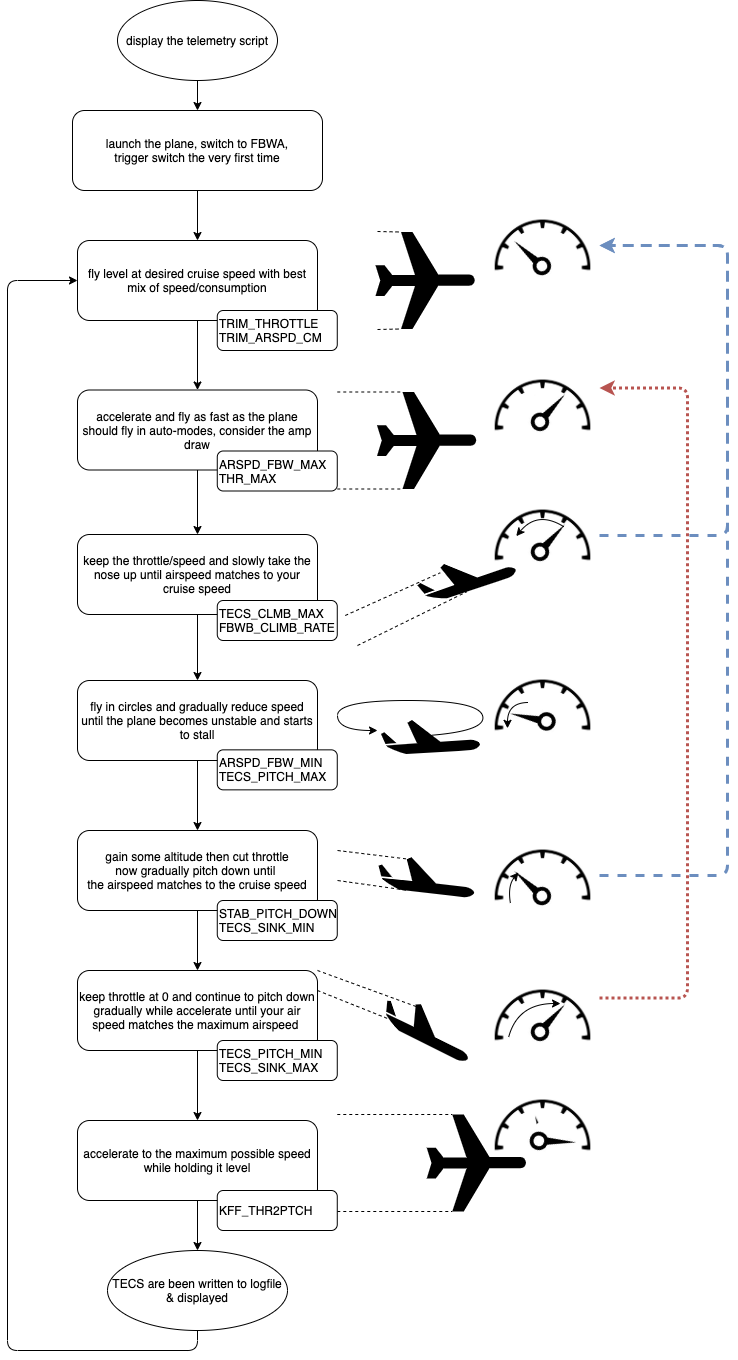 display the telemetry script
launch the plane, switch to FBWA,
trigger switch the very first time
fly level at desired cruise speed with best
mix of speed/consumption
TRIM_THROTTLE
TRIM_ARSPD_CM
accelerate and fly as fast as the plane
should fly in auto-modes, consider the amp
draw
ARSPD_FBW_MAX
THR_MAX
keep the throttle/speed and slowly take the
nose up until airspeed matches to your
cruise speed
TECS_CLMB_MAX
FBWB_CLIMB_RATE
fly in circles and gradually reduce speed
until the plane becomes unstable and starts
to stall
ARSPD_FBW_MIN
TECS_PITCH_MAX
gain some altitude then cut throttle
now gradually pitch down until
the airspeed matches to the cruise speed
STAB_PITCH_DOWN
TECS_SINK_MIN
keep throttle at 0 and continue to pitch down
gradually while accelerate until your air
speed matches the maximum airspeed
TECS_PITCH_MIN
TECS_SINK_MAX
accelerate to the maximum possible speed
while holding it level
KFF_THR2PTCH
TECS are been written to logfile
& displayed